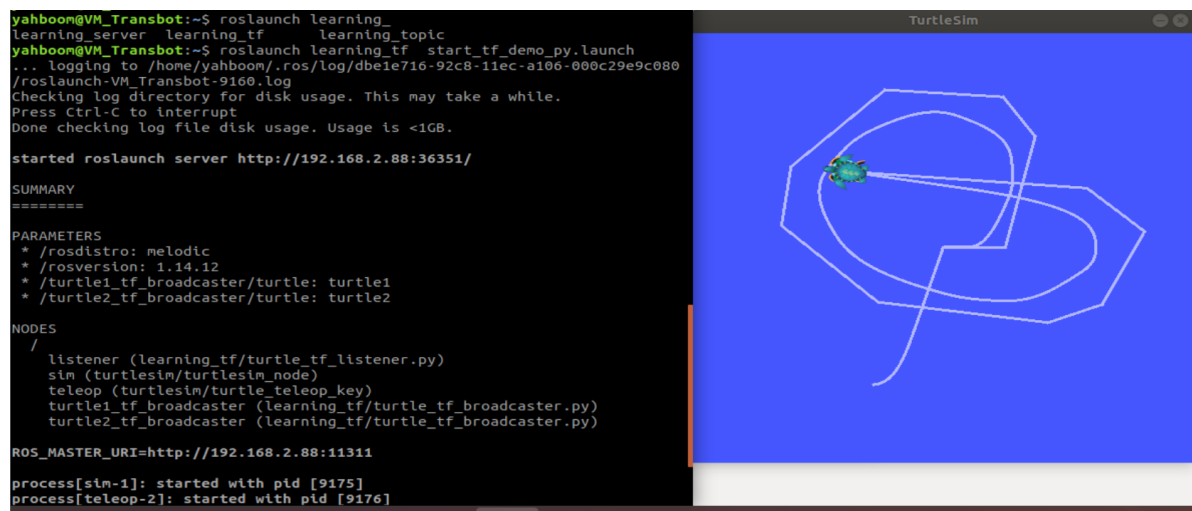 yahboom@VM_Transbot:~$ roslaunch learning_
learning_server  learning_tf      learning_topic
yahboom@VM_Transbot:~$ roslaunch learning_tf  start_tf_demo_py.launch
... logging to /home/yahboom/.ros/log/dbe1e716-92c8-11ec-a106-000c29e9c080
/roslaunch-VM_Transbot-9160.log
Checking log directory for disk usage. This may take a while.
Press Ctrl-C to interrupt
Done checking log file disk usage. Usage is <1GB.
started roslaunch server http://192.168.2.88:36351/
SUMMARY
========
PARAMETERS
 * /rosdistro: melodic
 * /rosversion: 1.14.12
 * /turtle1_tf_broadcaster/turtle: turtle1
 * /turtle2_tf_broadcaster/turtle: turtle2
NODES
  /
    listener (learning_tf/turtle_tf_listener.py)
    sim (turtlesim/turtlesim_node)
    teleop (turtlesim/turtle_teleop_key)
    turtle1_tf_broadcaster (learning_tf/turtle_tf_broadcaster.py)
    turtle2_tf_broadcaster (learning_tf/turtle_tf_broadcaster.py)
ROS_MASTER_URI=http://192.168.2.88:11311
process[sim-1]: started with pid [9175]
process[teleop-2]: started with pid [9176]
TurtleSim